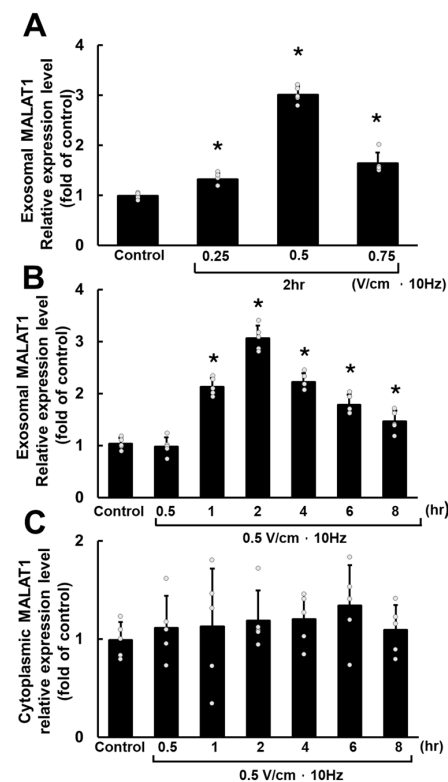 A
Exosomal MALAT1
Relative expression level
(fold of control)
4
3
2
1
0
*
*
*
Control
0.25
0.5
0.75
2hr
(V/cm · 10Hz)
B
Exosomal MALAT1
Relative expression level
(fold of control)
4
3
2
1
0
*
*
*
*
*
Control
0.5
1
2
4
6
8
(hr)
0.5 V/cm · 10Hz
C
Cytoplasmic MALAT1
relative expression level
(fold of control)
2
1
0
Control
0.5
1
2
4
6
8
(hr)
0.5 V/cm · 10Hz